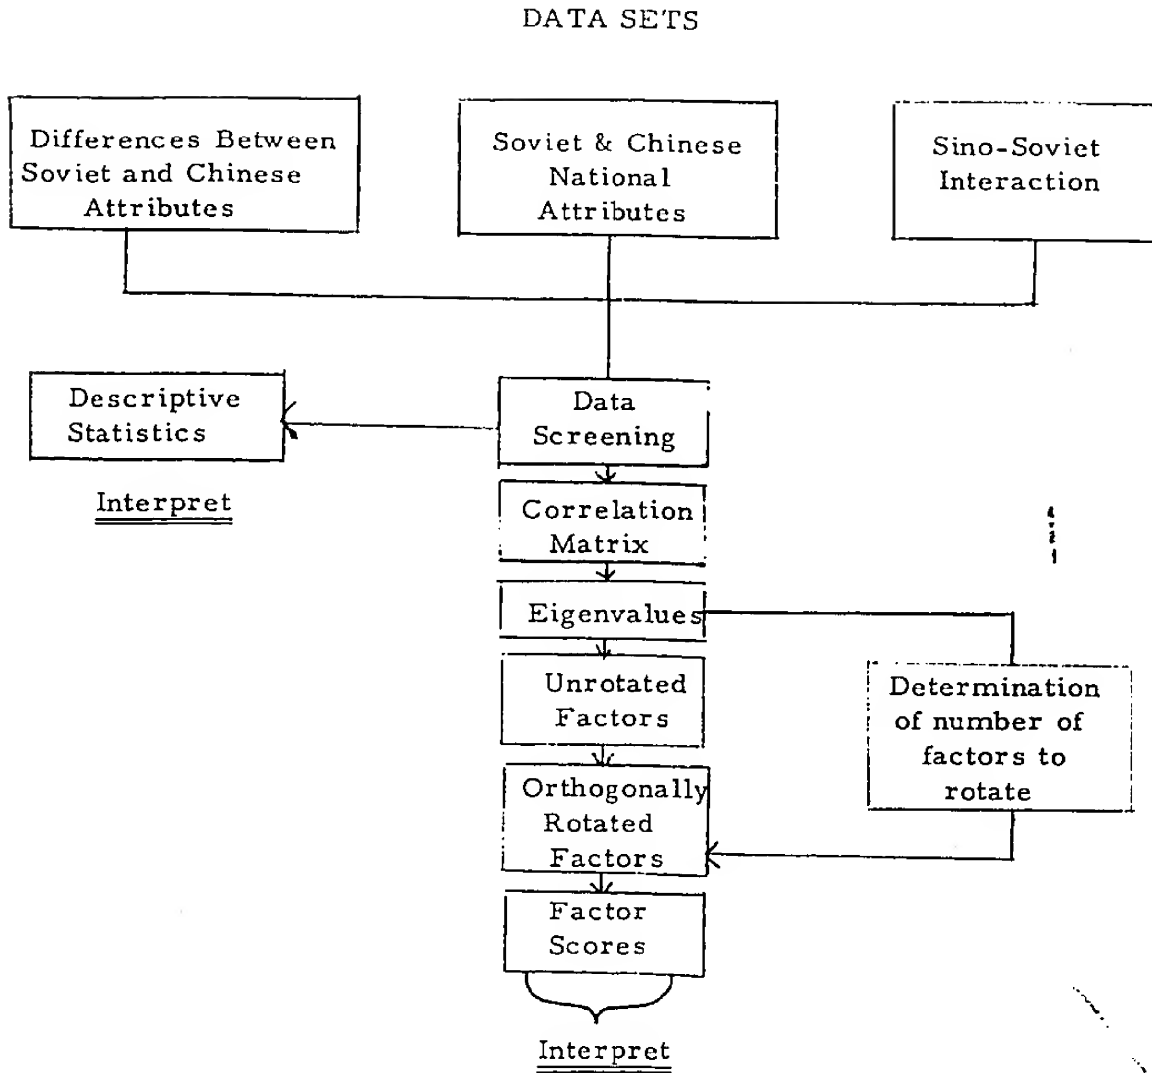 DATA SETS
Differences Between
Soviet and Chinese
Attributes
Soviet & Chinese
National
Attributes
Sino-Soviet
Interaction
Descriptive
Statistics
Interpret
Data
Screening
Correlation
Matrix
Eigenvalues
Unrotated
Factors
Determination
of number of
factors to
rotate
Orthogonally
Rotated
Factors
Factor
Scores
Interpret